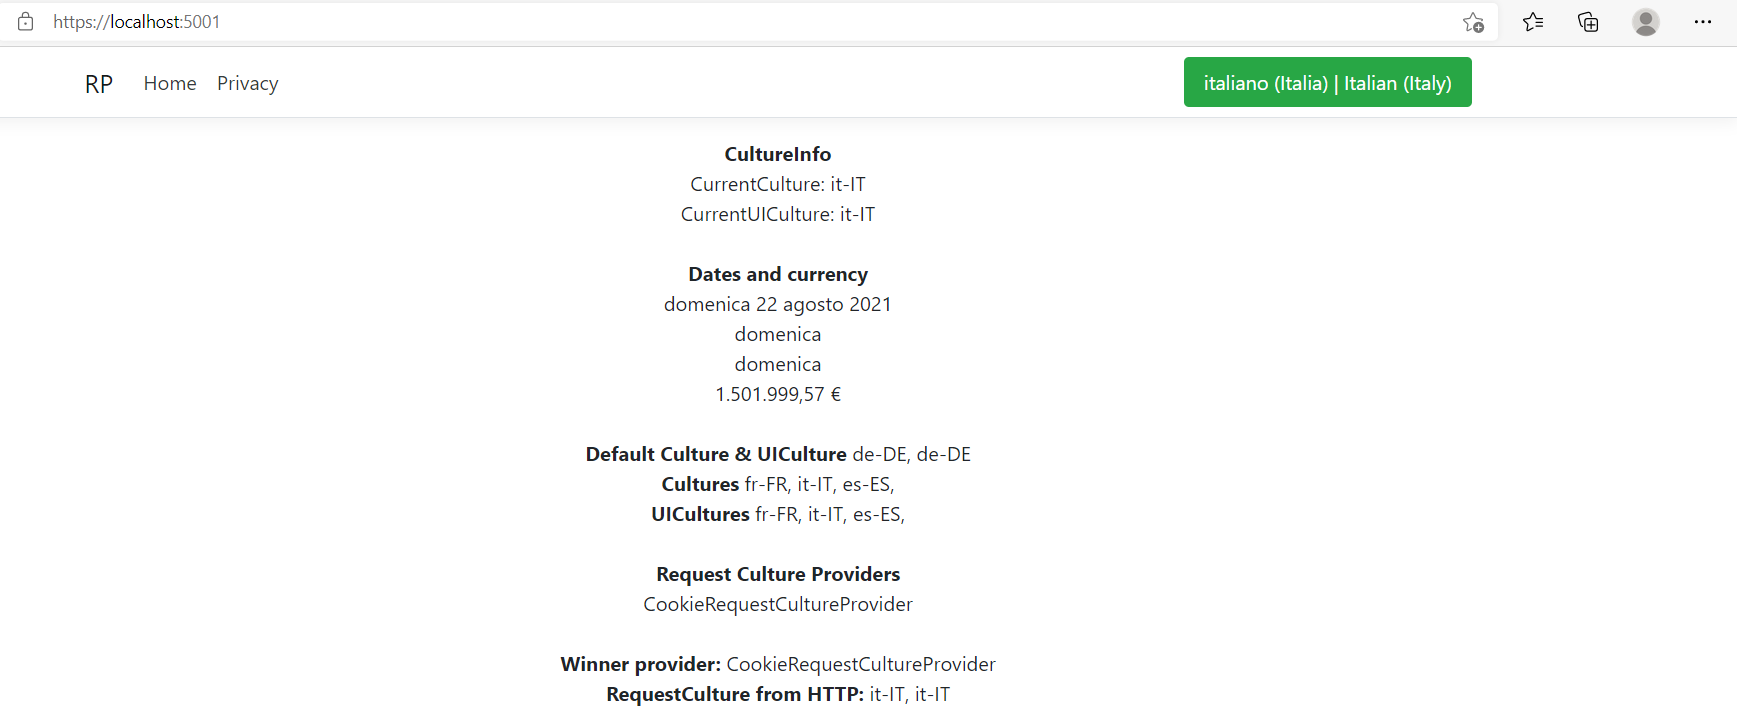 https://localhost:5001
RP Home Privacy italiano (Italia) | Italian (Italy)
CultureInfo
CurrentCulture: it-IT
CurrentUICulture: it-IT
Dates and currency
domenica 22 agosto 2021
domenica
domenica
1.501.999,57 €
Default Culture & UICulture de-DE, de-DE
Cultures fr-FR, it-IT, es-ES,
UICultures fr-FR, it-IT, es-ES,
Request Culture Providers
CookieRequestCultureProvider
Winner provider: CookieRequestCultureProvider
RequestCulture from HTTP: it-IT, it-IT